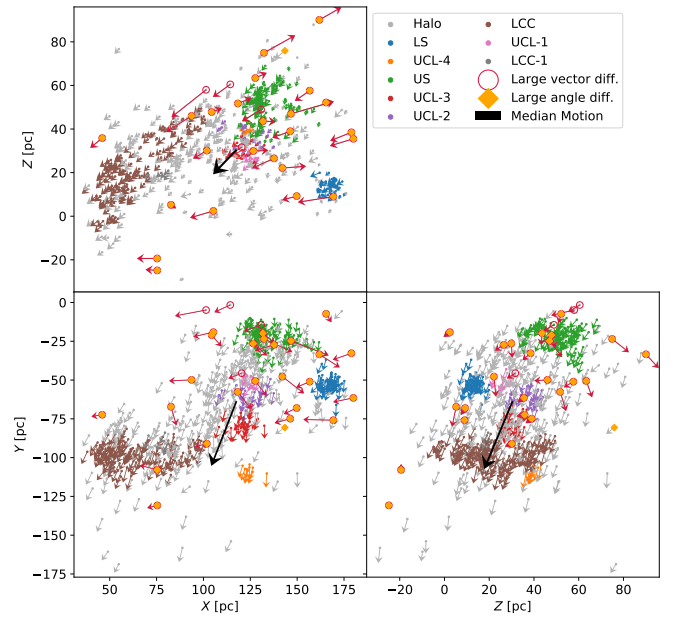 80
60
40
20
0
−20
Z [pc]
Halo
LS
UCL-4
US
UCL-3
UCL-2
LCC
UCL-1
LCC-1
Large vector diff.
Large angle diff.
Median Motion
0
−25
−50
−75
−100
−125
−150
−175
Y [pc]
50
75
100
125
150
175
X [pc]
−20
0
20
40
60
80
Z [pc]